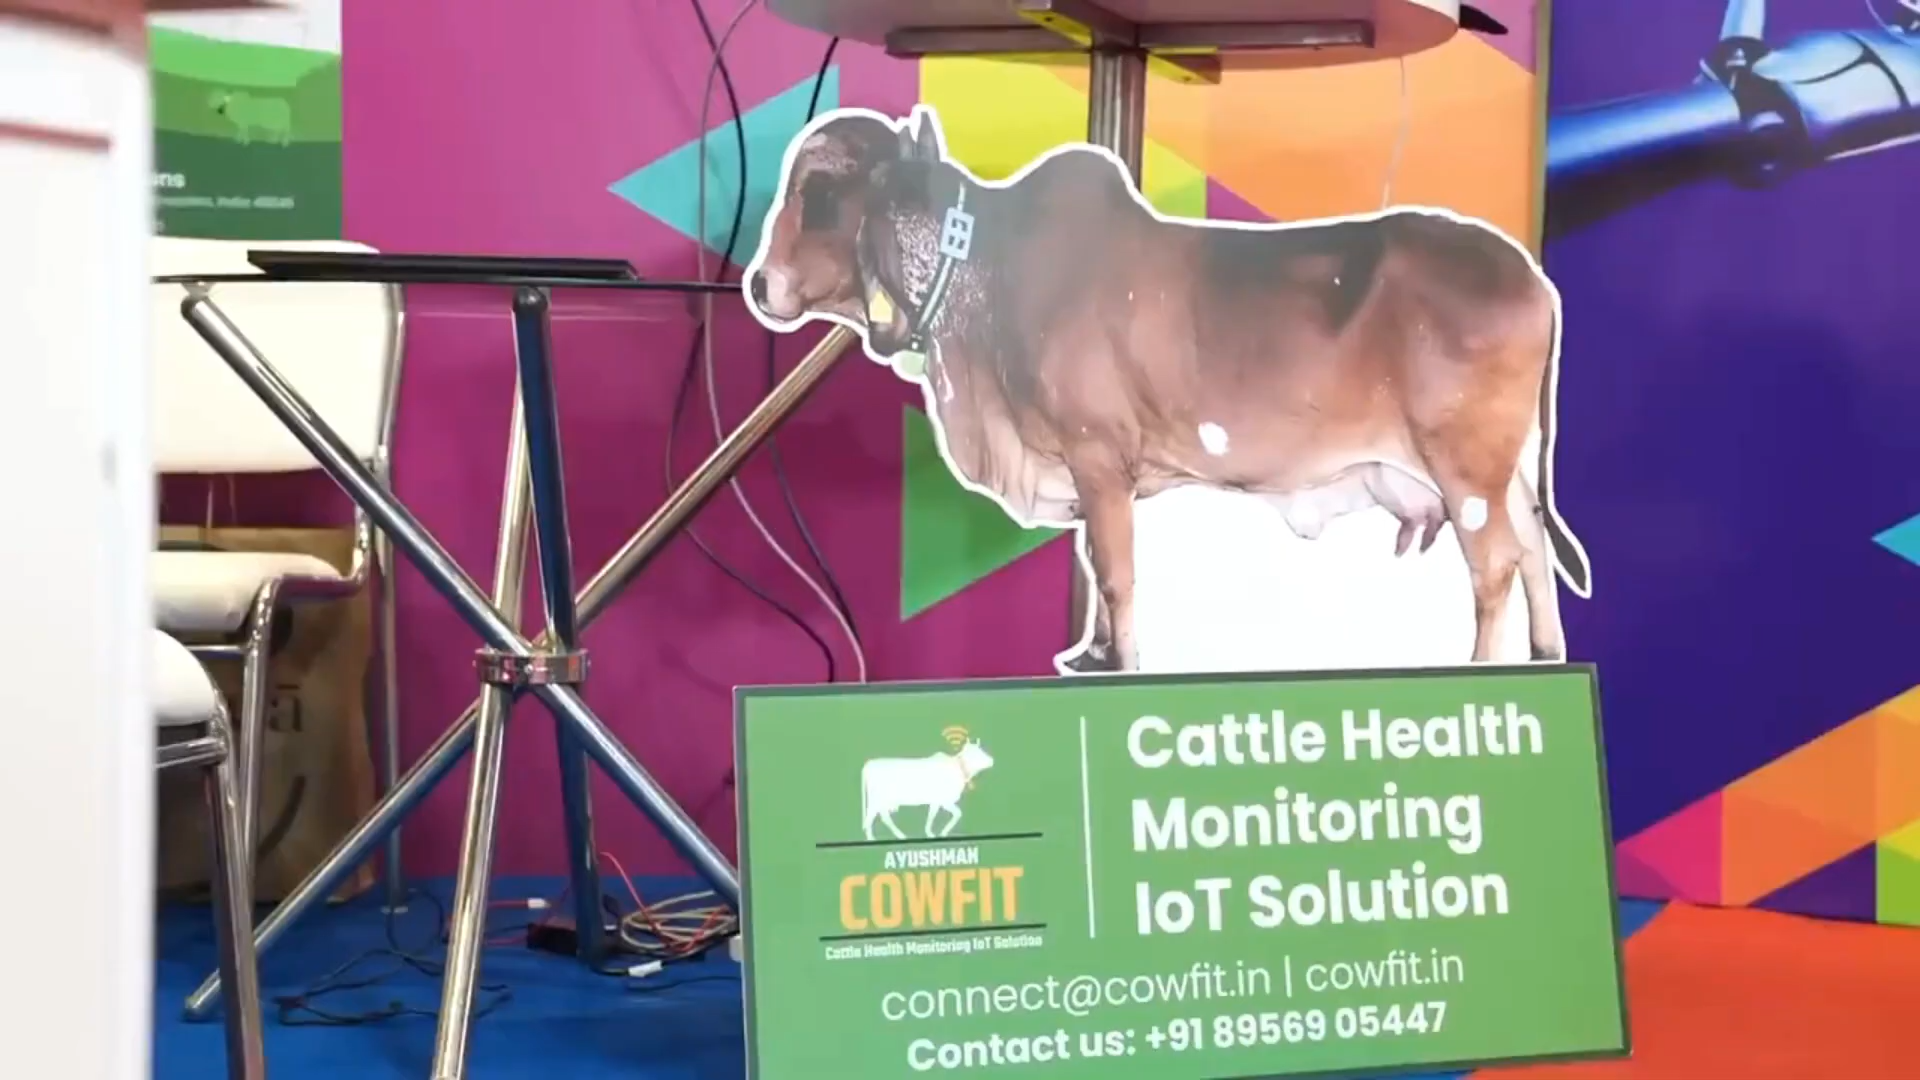 AYUSHMAN
COWFIT
Cattle Health Monitoring IoT Solution
Cattle Health
Monitoring
IoT Solution
connect@cowfit.in | cowfit.in
Contact us: +91 89569 05447